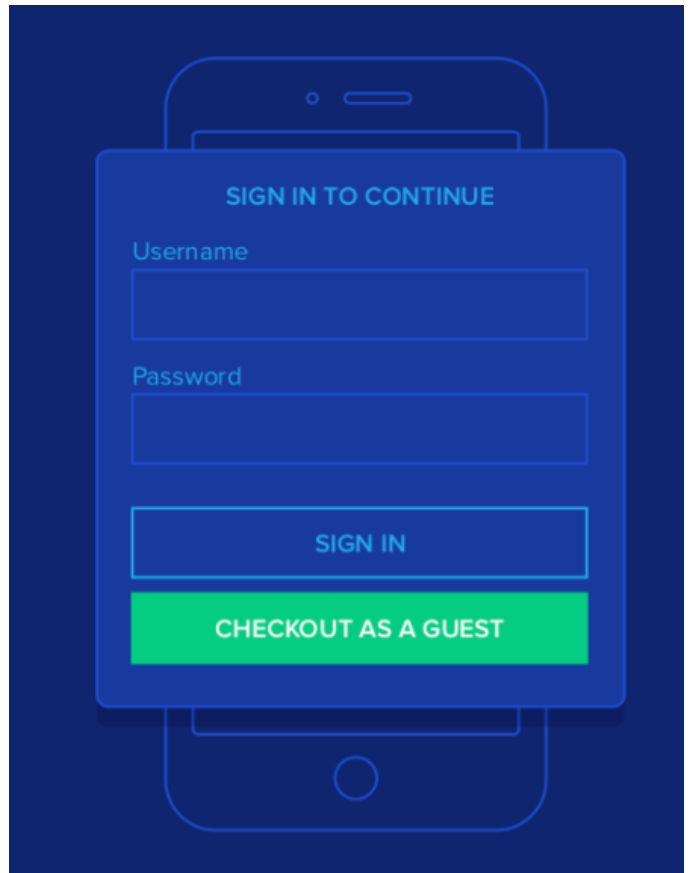 SIGN IN TO CONTINUE
Username
Password
SIGN IN
CHECKOUT AS A GUEST